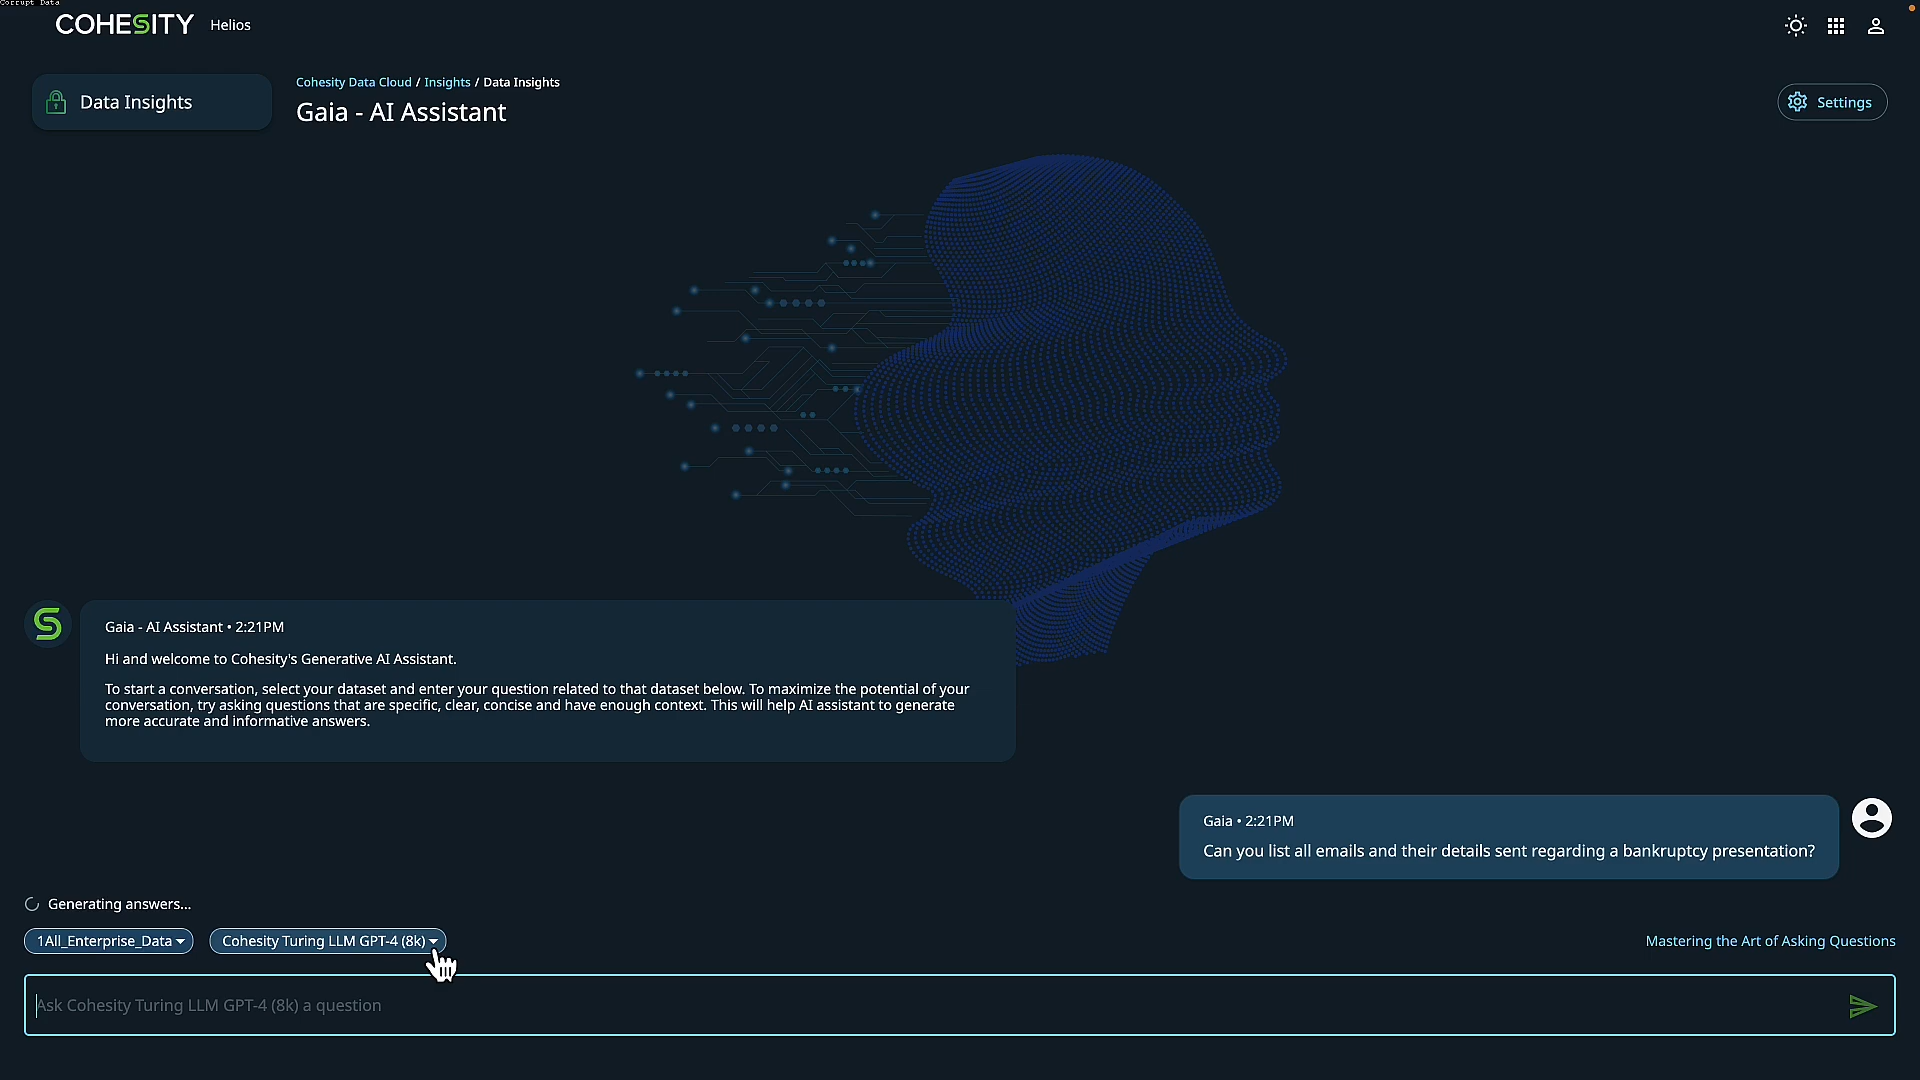 Corrupt Data
COHESITY Helios
Data Insights
Cohesity Data Cloud / Insights / Data Insights
Gaia - AI Assistant
Settings
Gaia - AI Assistant • 2:21PM
Hi and welcome to Cohesity's Generative AI Assistant.
To start a conversation, select your dataset and enter your question related to that dataset below. To maximize the potential of your
conversation, try asking questions that are specific, clear, concise and have enough context. This will help AI assistant to generate
more accurate and informative answers.
Gaia • 2:21PM
Can you list all emails and their details sent regarding a bankruptcy presentation?
Generating answers...
1All_Enterprise_Data
Cohesity Turing LLM GPT-4 (8k)
Mastering the Art of Asking Questions
Ask Cohesity Turing LLM GPT-4 (8k) a question